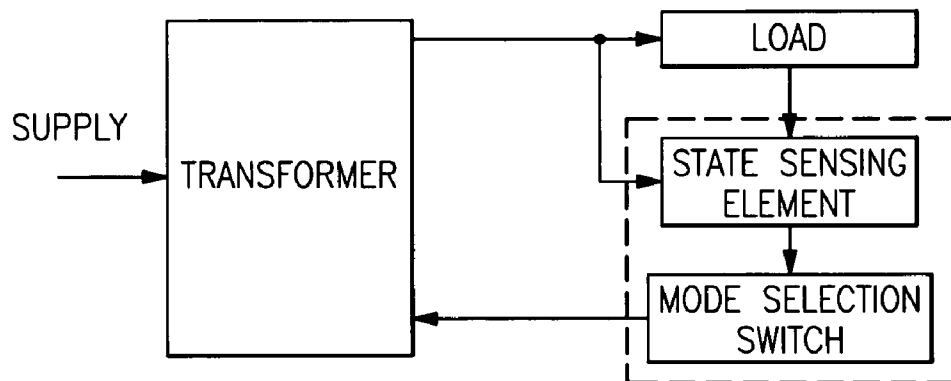 LOAD
SUPPLY
TRANSFORMER
STATE SENSING
ELEMENT
MODE SELECTION
SWITCH